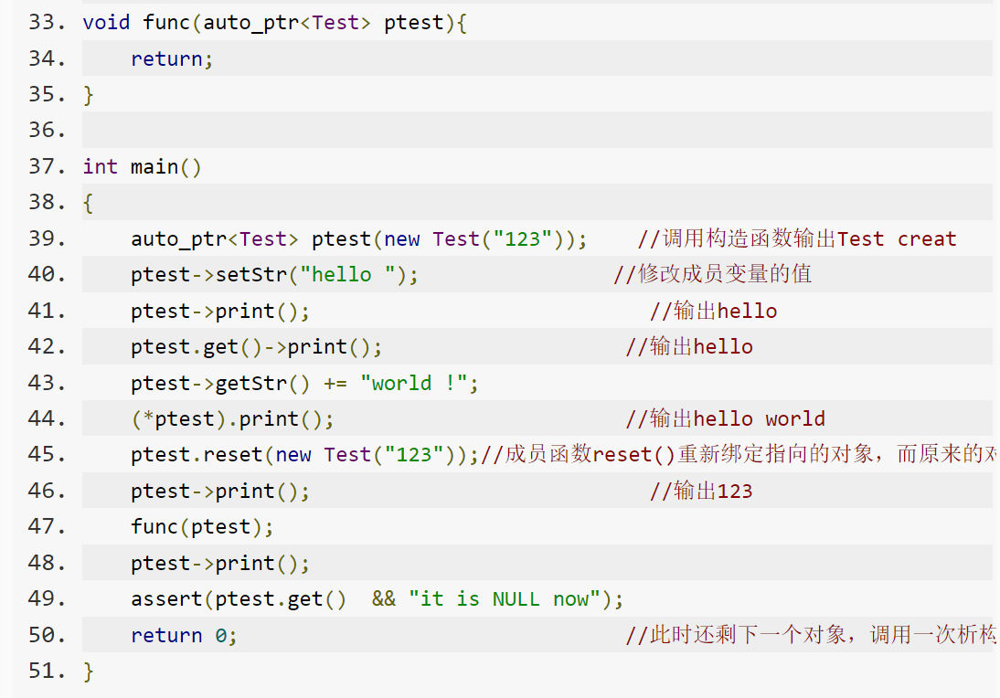 33. void func(auto_ptr<Test> ptest){
34.     return;
35. }
36.
37. int main()
38. {
39.     auto_ptr<Test> ptest(new Test("123"));    //调用构造函数输出Test creat
40.     ptest->setStr("hello ");                //修改成员变量的值
41.     ptest->print();                            //输出hello
42.     ptest.get()->print();                    //输出hello
43.     ptest->getStr() += "world !";
44.     (*ptest).print();                        //输出hello world
45.     ptest.reset(new Test("123"));//成员函数reset()重新绑定指向的对象，而原来的
46.     ptest->print();                            //输出123
47.     func(ptest);
48.     ptest->print();
49.     assert(ptest.get()  && "it is NULL now");
50.     return 0;                                //此时还剩下一个对象，调用一次析
51. }